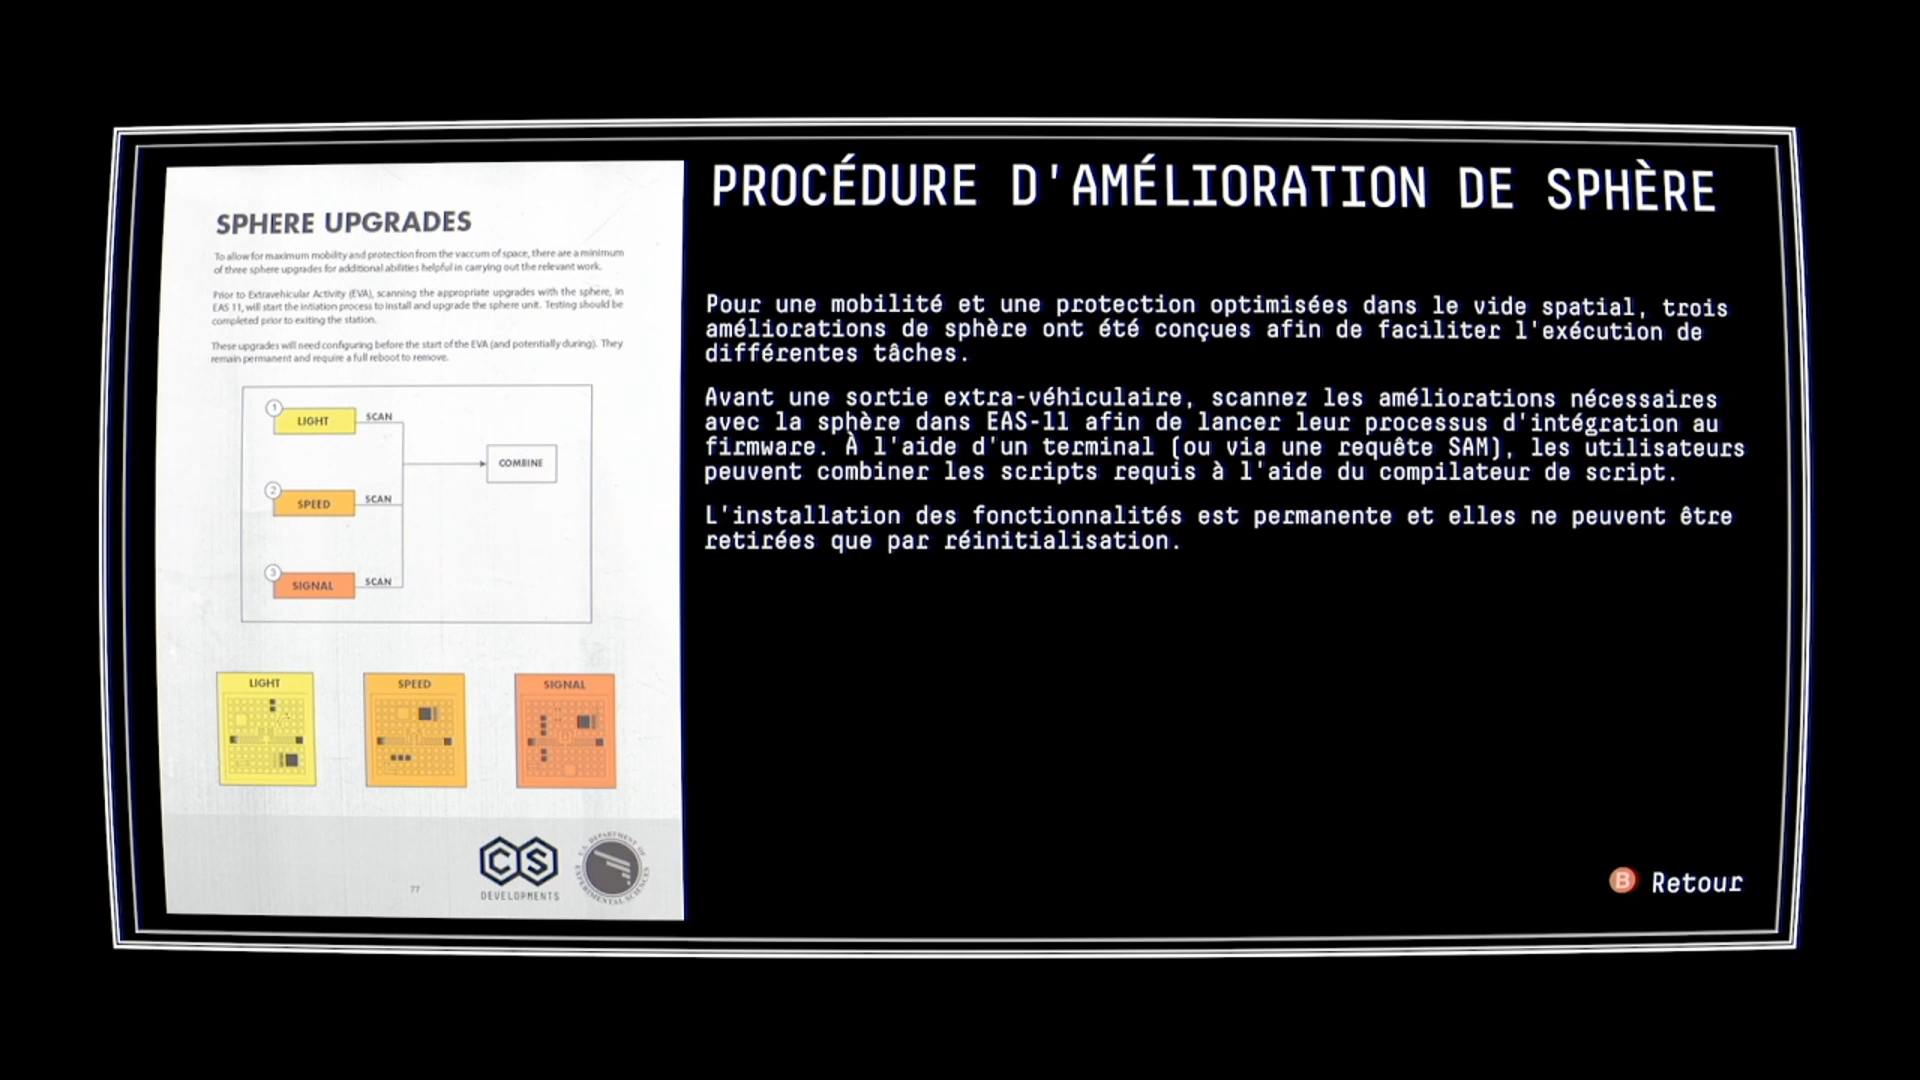 SPHERE UPGRADES
To allow for maximum mobility and protection from the vaccum of space, there are a minimum
of three sphere upgrades for additional abilities helpful in carrying out the relevant work.
Prior to Extravehicular Activity (EVA), scanning the appropriate upgrades with the sphere, in
EAS 11, will start the intiation process to install and upgrade the sphere unit. Testing should be
completed prior to exiting the station.
These upgrades will need configuring before the start of the EVA (and potentially during). They
remain permanent and require a full reboot to remove.
1
LIGHT SCAN
COMBINE
2
SPEED SCAN
3
SIGNAL SCAN
LIGHT SPEED SIGNAL
77
CS
DEVELOPMENTS
U.S. DEPARTMENT OF
EXPERIMENTAL SCIENCES
PROCÉDURE D'AMÉLIORATION DE SPHÈRE
Pour une mobilité et une protection optimisées dans le vide spatial, trois
améliorations de sphère ont été conçues afin de faciliter l'exécution de
différentes tâches.
Avant une sortie extra-véhiculaire, scannez les améliorations nécessaires
avec la sphère dans EAS-11 afin de lancer leur processus d'intégration au
firmware. À l'aide d'un terminal (ou via une requête SAM), les utilisateurs
peuvent combiner les scripts requis à l'aide du compilateur de script.
L'installation des fonctionnalités est permanente et elles ne peuvent être
retirées que par réinitialisation.
B Retour